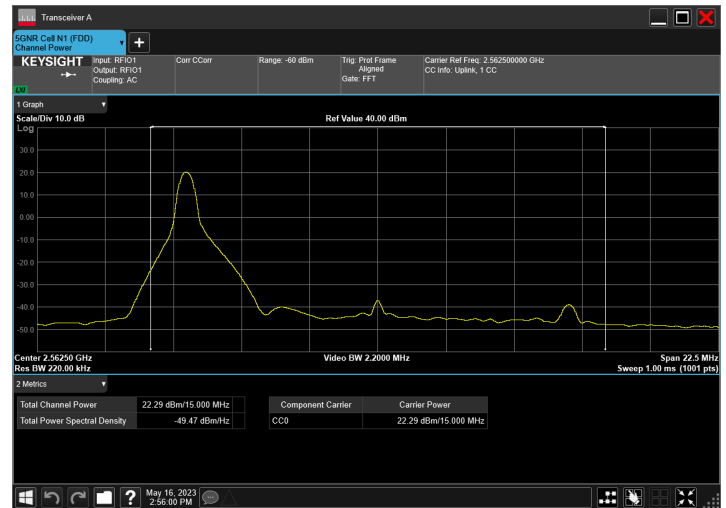 Transceiver A
5GNR Cell N1 (FDD)
Channel Power
KEYSIGHT
LXI
Input: RFIO1
Output: RFIO1
Coupling: AC
Corr CCorr
Range: -60 dBm
Trig: Prot Frame
Aligned
Gate: FFT
Carrier Ref Freq: 2.562500000 GHz
CC Info: Uplink, 1 CC
1 Graph
Scale/Div 10.0 dB
Ref Value 40.00 dBm
Log
30.0
20.0
10.0
0.00
-10.0
-20.0
-30.0
-40.0
-50.0
Center 2.56250 GHz
Video BW 2.2000 MHz
Span 22.5 MHz
Res BW 220.00 kHz
Sweep 1.00 ms (1001 pts)
2 Metrics
Total Channel Power 22.29 dBm/15.000 MHz
Total Power Spectral Density -49.47 dBm/Hz
Component Carrier Carrier Power
CC0 22.29 dBm/15.000 MHz
?
May 16, 2023
2:56:00 PM